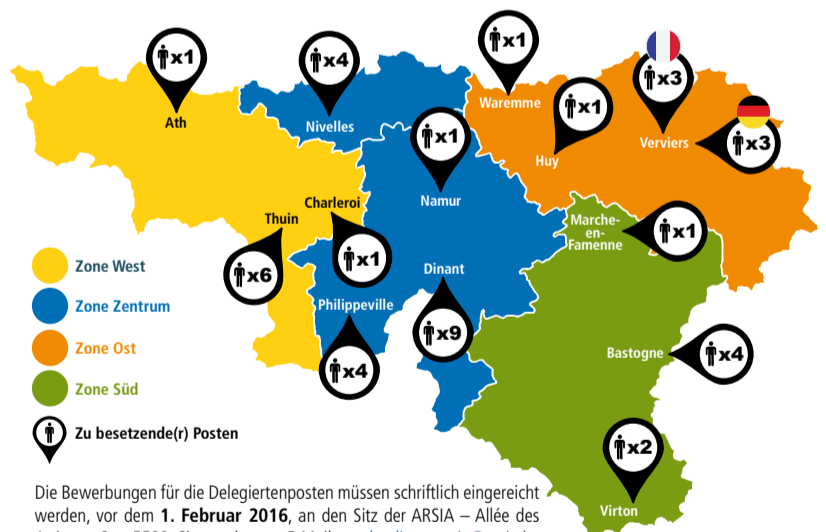 x1
Ath
x4
Nivelles
x1
Waremme
x1
Huy
x3
Verviers
x3
x1
Namur
Charleroi
x1
Thuin
x6
Marche-
en-
Famenne
x1
Dinant
x9
Philippeville
x4
Bastogne
x4
x2
Virton
Zone West
Zone Zentrum
Zone Ost
Zone Süd
Zu besetzende(r) Posten
Die Bewerbungen für die Delegiertenposten müssen schriftlich eingereicht
werden, vor dem 1. Februar 2016, an den Sitz der ARSIA – Allée des